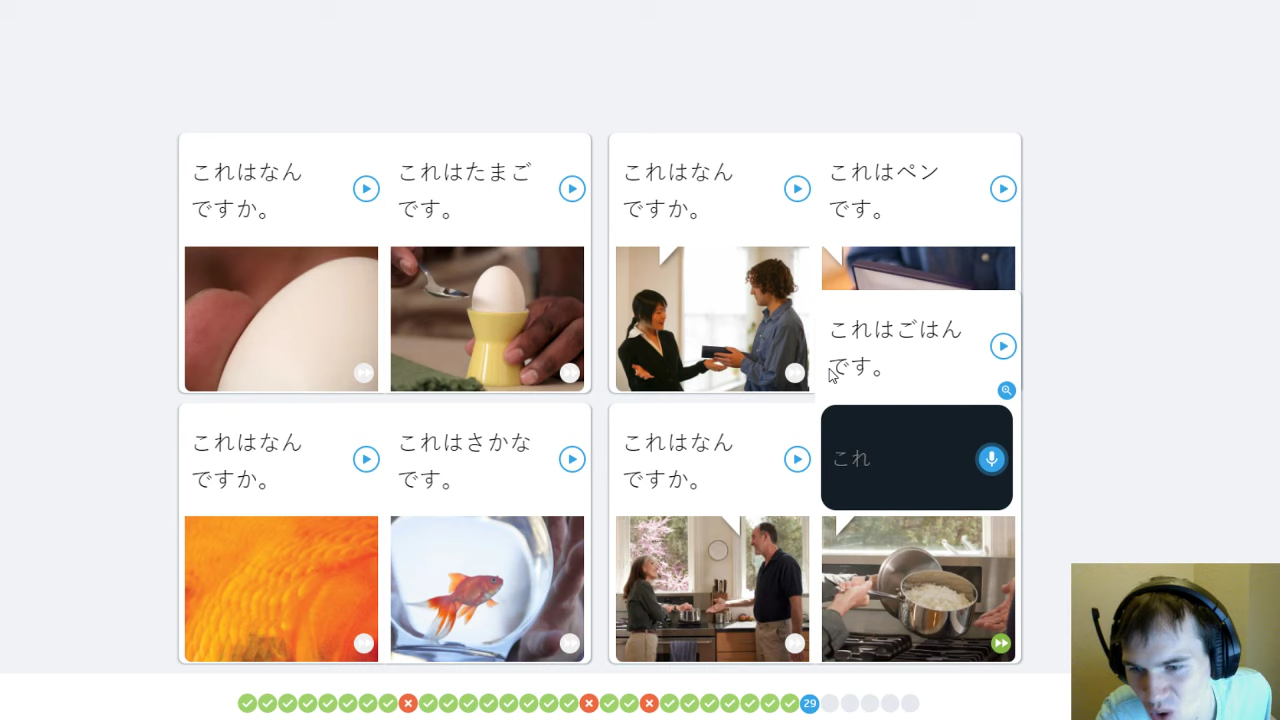 これはなん
ですか。
これはたまご
です。
これはなん
ですか。
これはペン
です。
これはごはん
です。
これはなん
ですか。
これはさかな
です。
これはなん
ですか。
これ
29